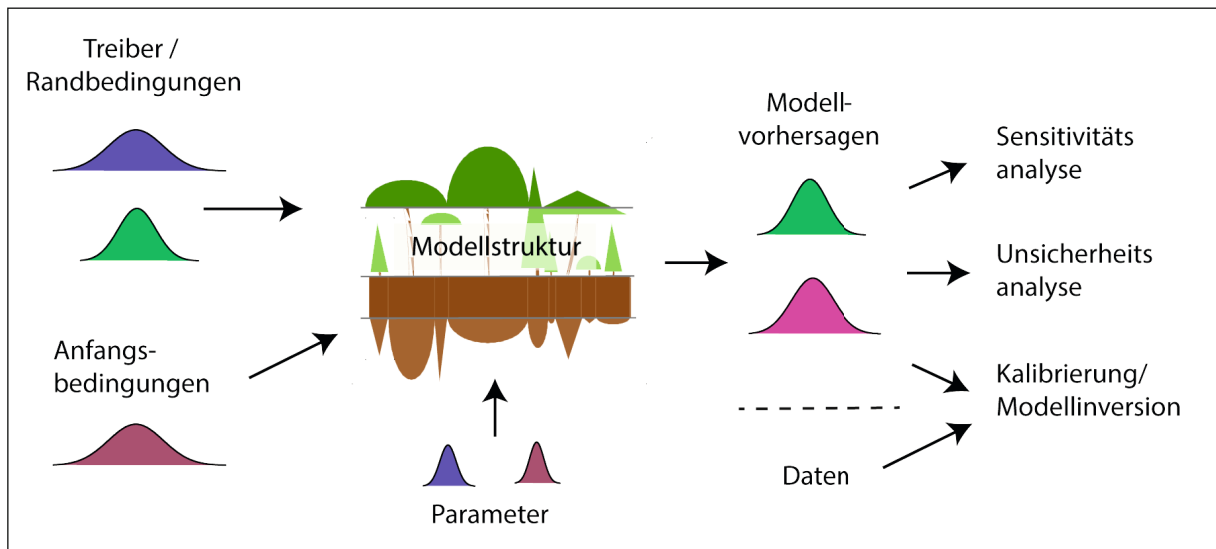 Treiber /
Randbedingungen
Anfangs-
bedingungen
Modellstruktur
Parameter
Modell-
vorhersagen
Daten
Sensitivitäts
analyse
Unsicherheits
analyse
Kalibrierung/
Modellinversion